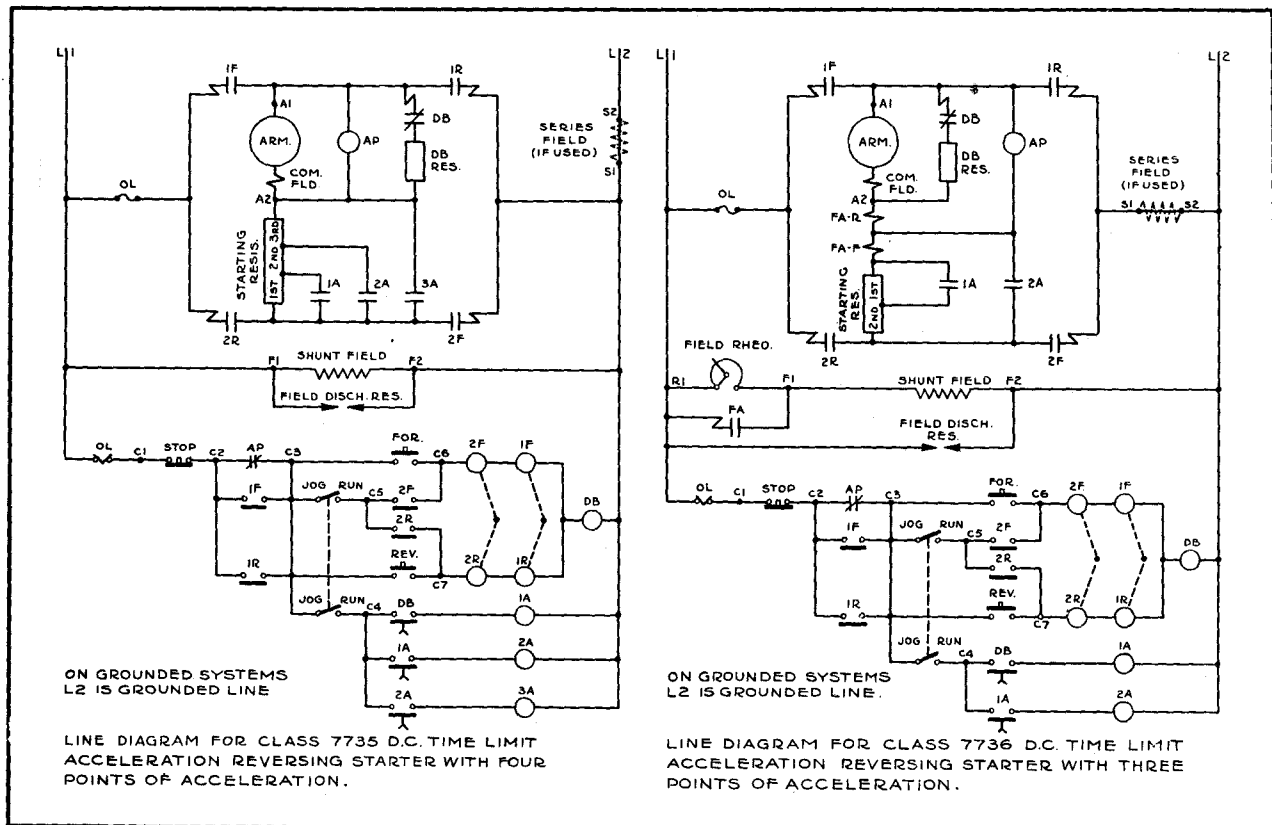 L1
L2
1F
1R
A1
ARM.
AP
DB
DB
RES.
COM.
FLD.
A2
OL
S2
SERIES
FIELD
(IF USED)
S1
STARTING
RESIS.
1ST 2ND 3RD
1A
2A
3A
2R
2F
F1
SHUNT FIELD
F2
FIELD DISCH. RES.
OL
C1
STOP
C2
AP
C3
FOR.
C6
2F
1F
1F
JOG RUN
C5
2F
2R
DB
1R
REV.
C7
2R
1R
JOG RUN
C4
DB
1A
1A
2A
2A
3A
ON GROUNDED SYSTEMS
L2 IS GROUNDED LINE
LINE DIAGRAM FOR CLASS 7735 D.C. TIME LIMIT
ACCELERATION REVERSING STARTER WITH FOUR
POINTS OF ACCELERATION.
L1
L2
1F
1R
A1
ARM.
DB
AP
DB
RES.
COM.
FLD.
A2
FA-R
FA-F
OL
SERIES
FIELD
(IF USED)
S1
S2
STARTING
RES.
2ND 1ST
1A
2A
2R
2F
FIELD RHEO.
R1
F1
SHUNT FIELD
F2
FA
FIELD DISCH.
RES.
OL
C1
STOP
C2
AP
C3
FOR.
C6
2F
1F
1F
JOG RUN
C5
2F
2R
DB
1R
REV.
C7
2R
1R
JOG RUN
C4
DB
1A
1A
2A
ON GROUNDED SYSTEMS
L2 IS GROUNDED LINE.
LINE DIAGRAM FOR CLASS 7736 D.C. TIME LIMIT
ACCELERATION REVERSING STARTER WITH THREE
POINTS OF ACCELERATION.